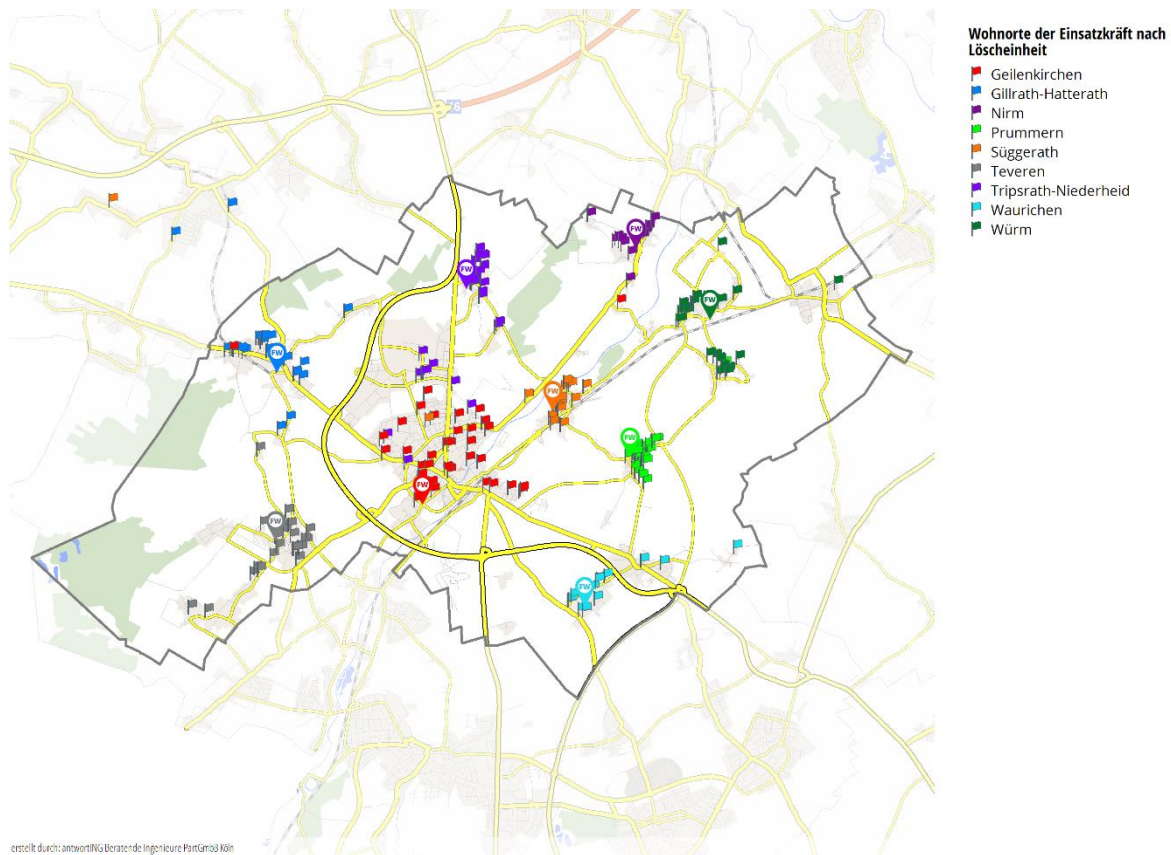 Wohnorte der Einsatzkräft nach
Löscheinheit
Geilenkirchen
Gillrath-Hatterath
Nirm
Prummern
Süggerath
Teveren
Tripsrath-Niederheid
Waurichen
Würm
FW
FW
FW
FW
FW
FW
FW
FW
FW
erstellt durch: antwortING Beratende Ingenieure PartGmbB Köln